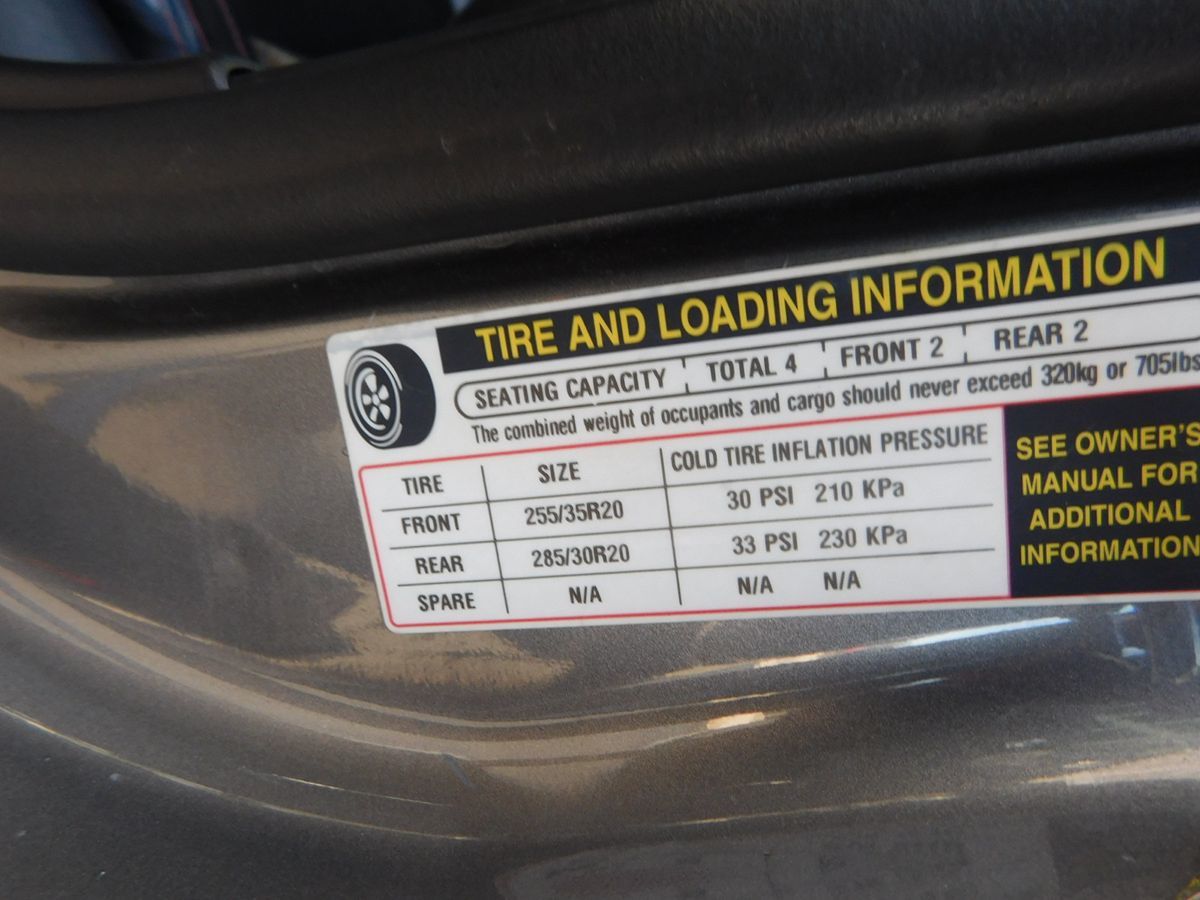 TIRE AND LOADING INFORMATION
SEATING CAPACITY TOTAL 4 FRONT 2 REAR 2
The combined weight of occupants and cargo should never exceed 320kg or 705lbs
TIRE SIZE COLD TIRE INFLATION PRESSURE
FRONT 255/35R20 30 PSI 210 KPa
REAR 285/30R20 33 PSI 230 KPa
SPARE N/A N/A N/A
SEE OWNER'S
MANUAL FOR
ADDITIONAL
INFORMATION